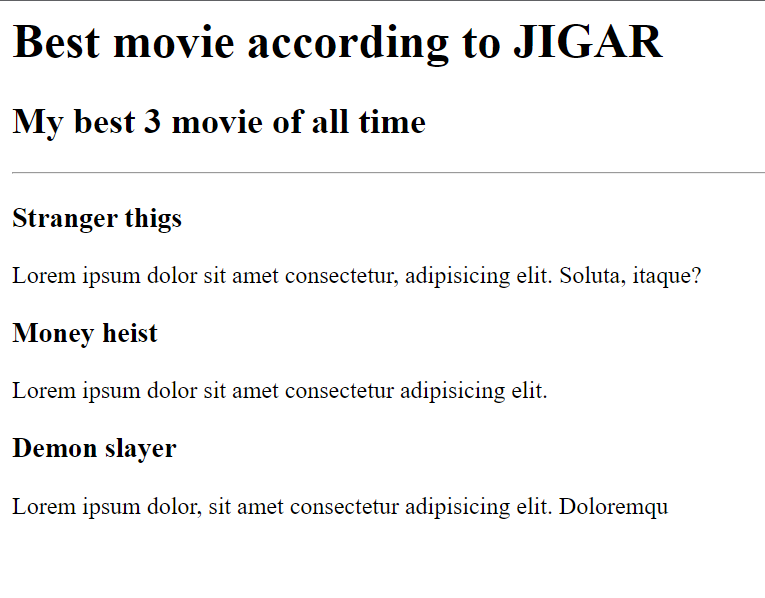 Best movie according to JIGAR
My best 3 movie of all time
Stranger thigs
Lorem ipsum dolor sit amet consectetur, adipisicing elit. Soluta, itaque?
Money heist
Lorem ipsum dolor sit amet consectetur adipisicing elit.
Demon slayer
Lorem ipsum dolor, sit amet consectetur adipisicing elit. Doloremqu